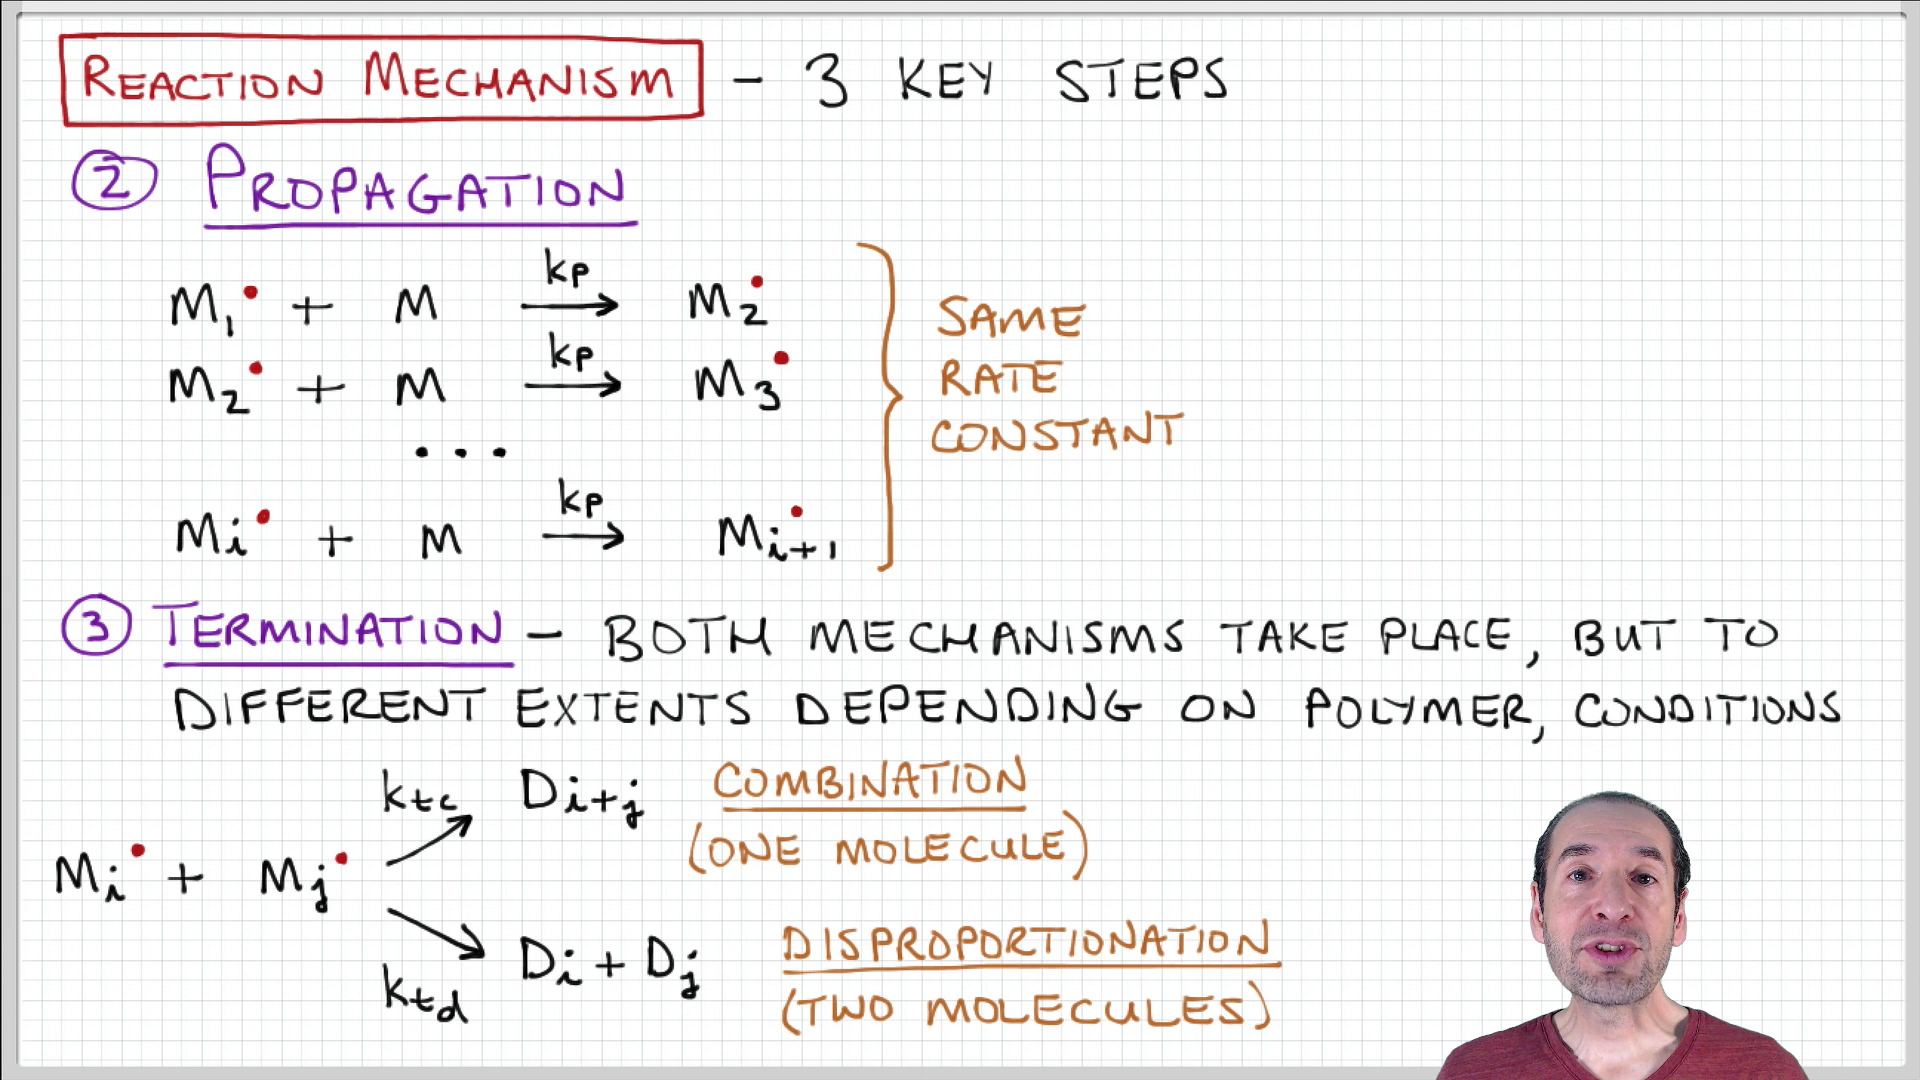 REACTION MECHANISM - 3 KEY STEPS
② PROPAGATION
M₁• + M kp→ M₂•
M₂• + M kp→ M₃•
• • •
Mi• + M kp→ Mi+1•
SAME
RATE
CONSTANT
③ TERMINATION - BOTH MECHANISMS TAKE PLACE, BUT TO
DIFFERENT EXTENTS DEPENDING ON POLYMER, CONDITIONS
Mi• + Mj•
ktc Di+j COMBINATION
(ONE MOLECULE)
ktd Di + Dj DISPROPORTIONATION
(TWO MOLECULES)